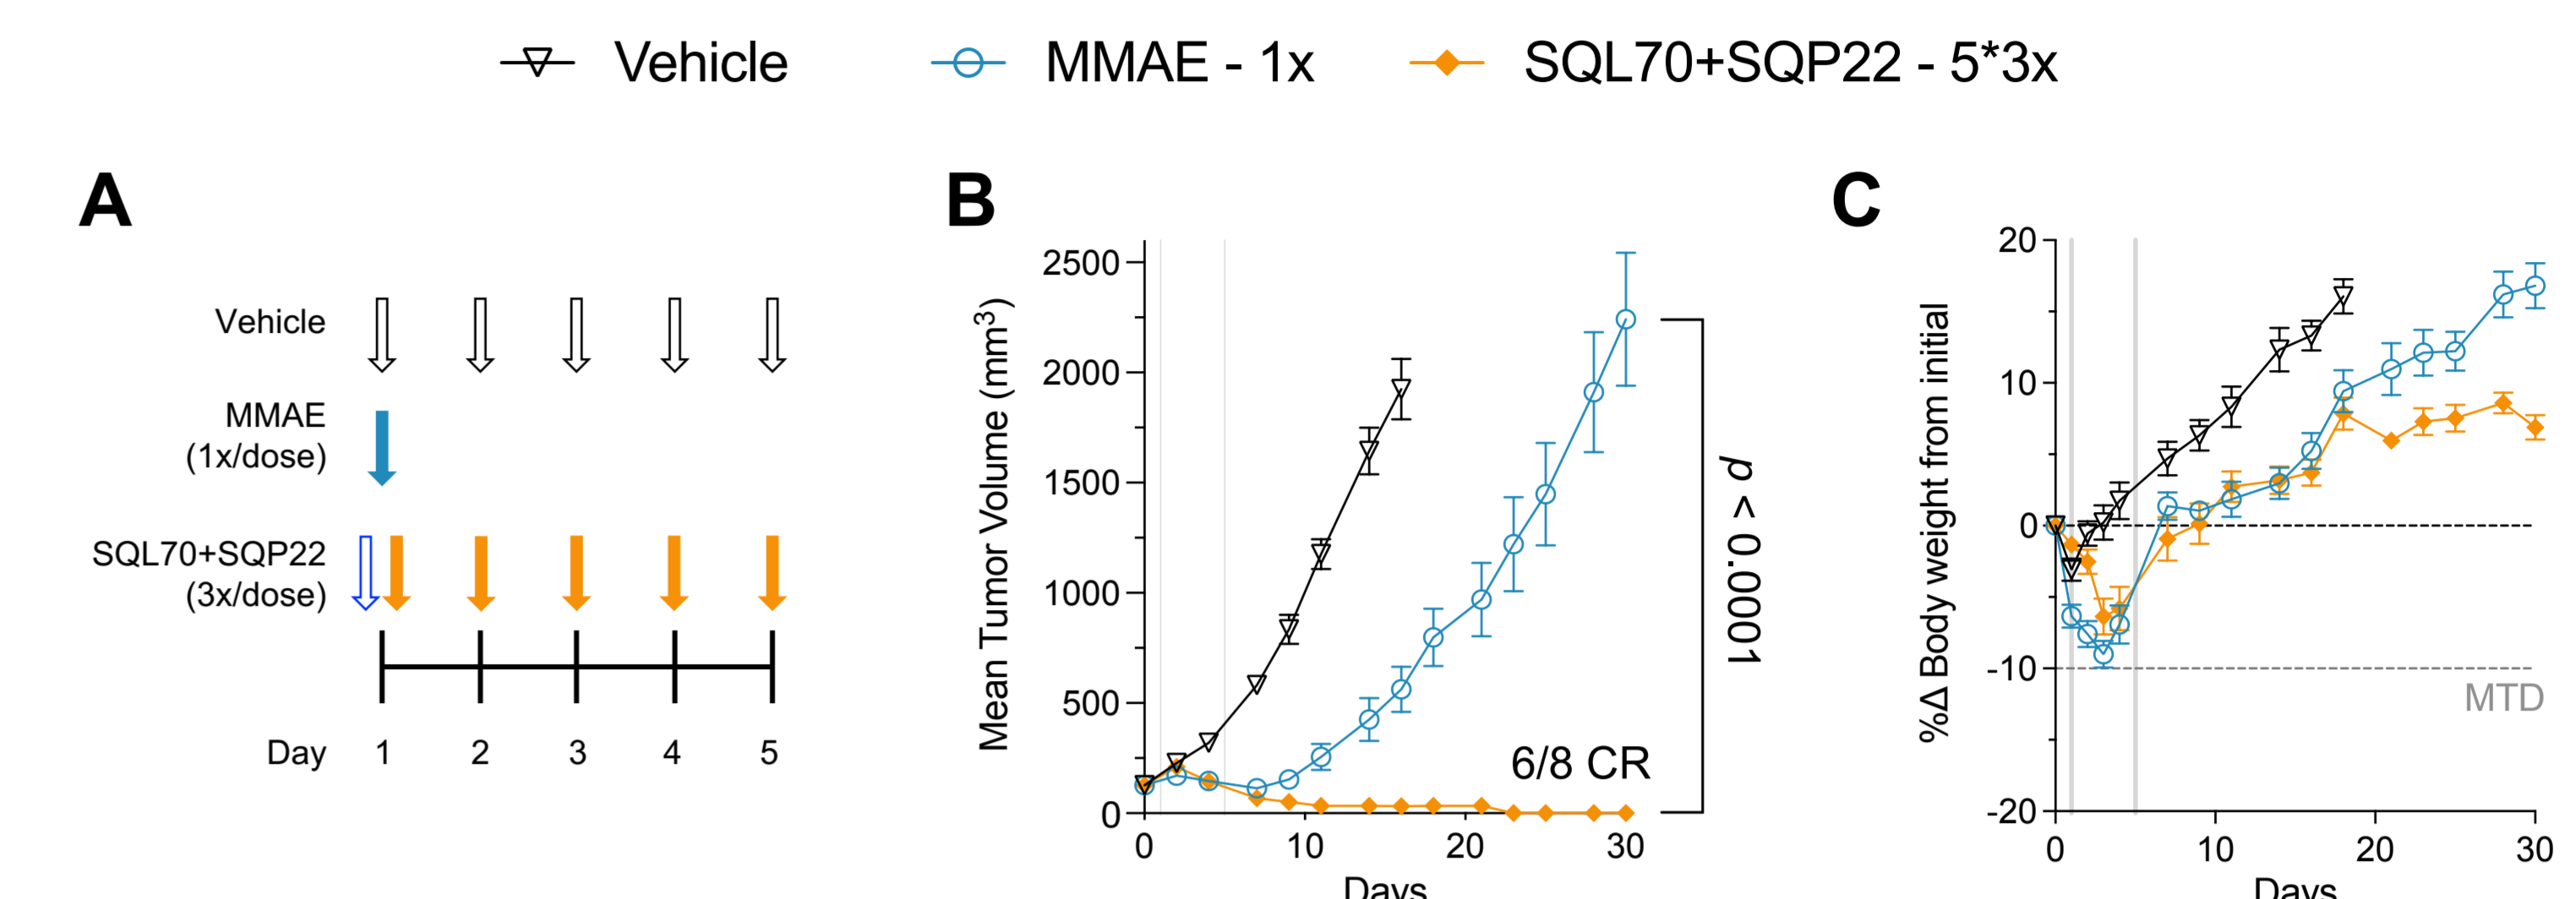 Vehicle MMAE - 1x SQL70+SQP22 - 5*3x
A
Vehicle
MMAE
(1x/dose)
SQL70+SQP22
(3x/dose)
Day 1 2 3 4 5
B
Mean Tumor Volume (mm³)
2500
2000
1500
1000
500
0
0 10 20 30
Days
6/8 CR
p < 0.0001
C
%Δ Body weight from initial
20
10
0
-10
-20
MTD
0 10 20 30
Days